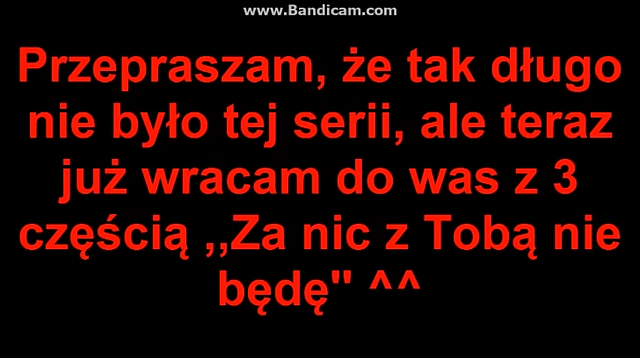 www.Bandicam.com
Przepraszam, że tak długo
nie było tej serii, ale teraz
już wracam do was z 3
częścią ,,Za nic z Tobą nie
będę" ^^